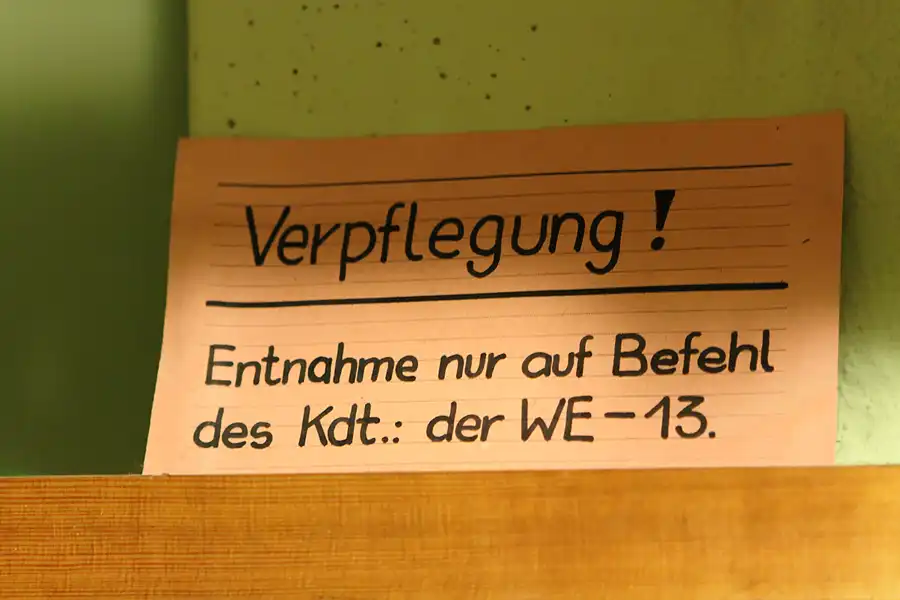 Verpflegung!
Entnahme nur auf Befehl
des Kdt.: der WE-13.